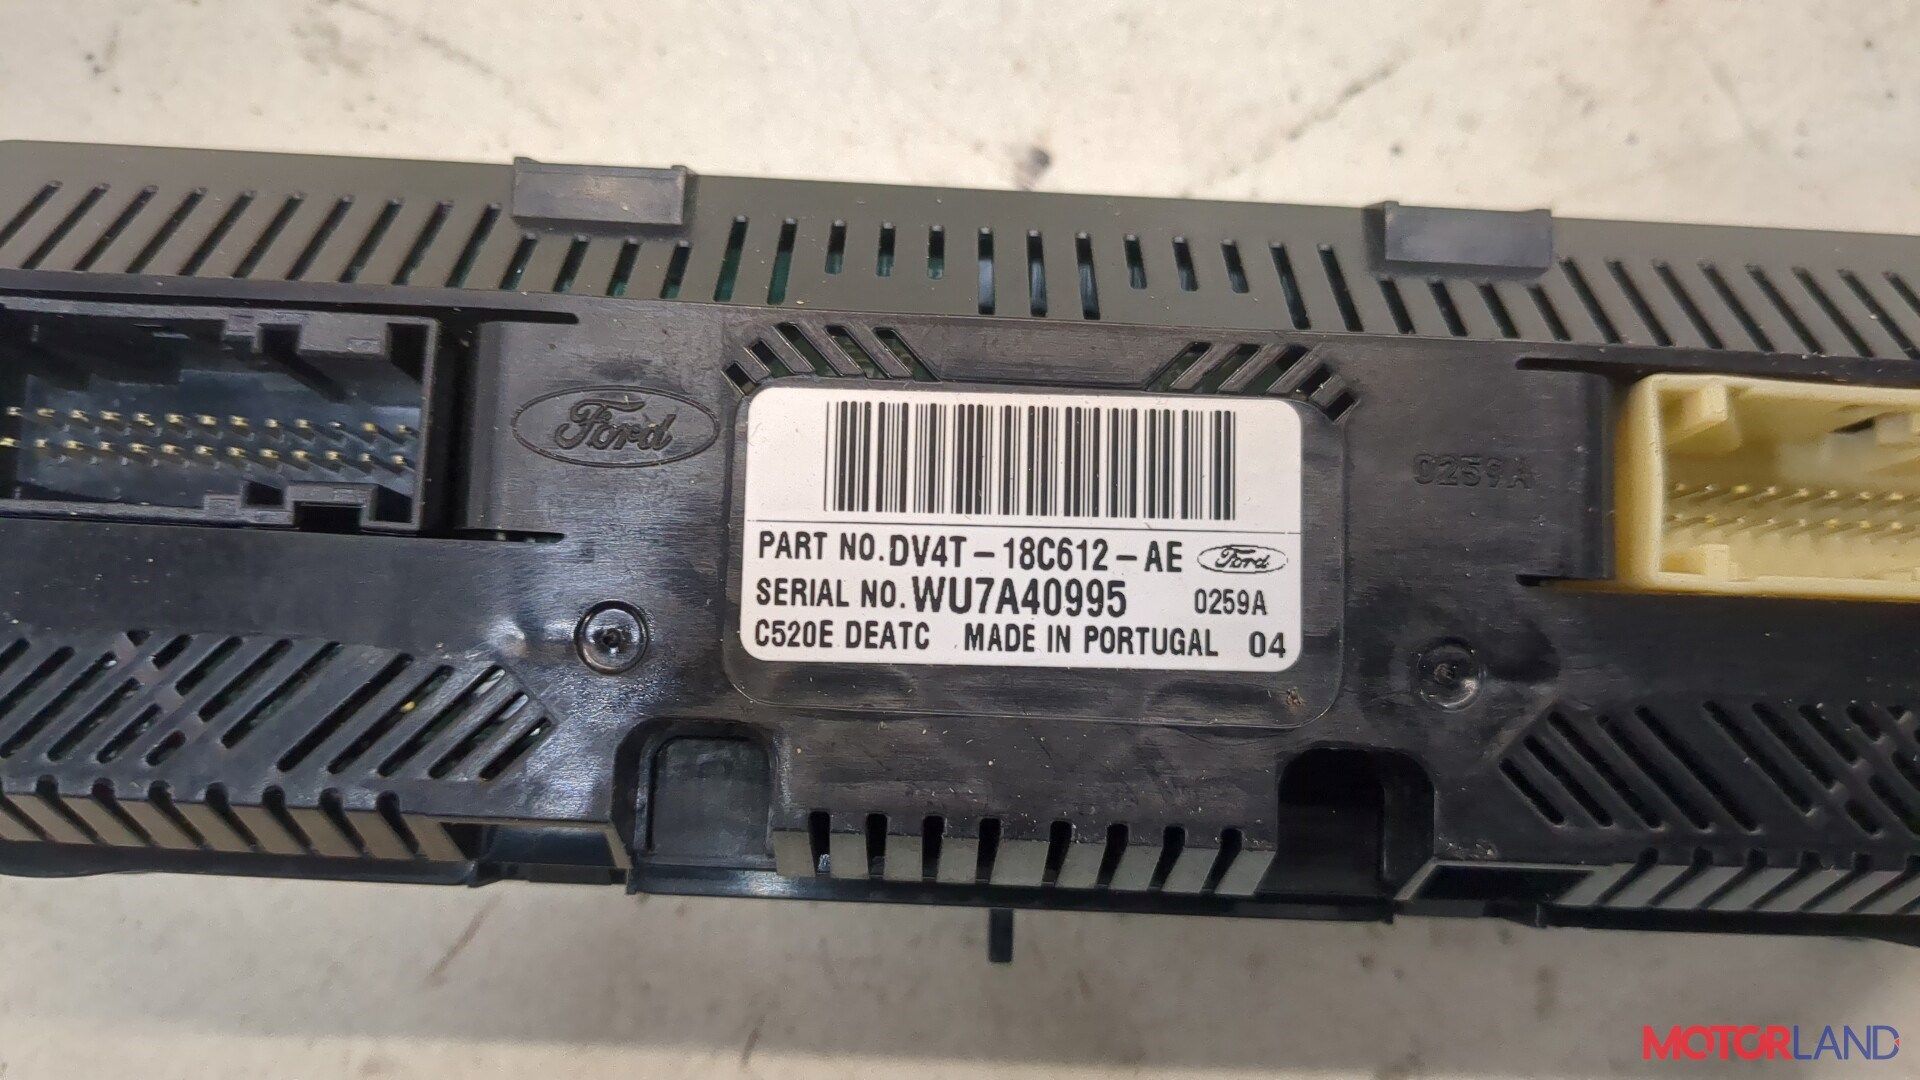 Ford
0259A
PART NO. DV4T-18C612-AE Ford
SERIAL NO. WU7A40995 0259A
C520E DEATC MADE IN PORTUGAL 04
MOTORLAND